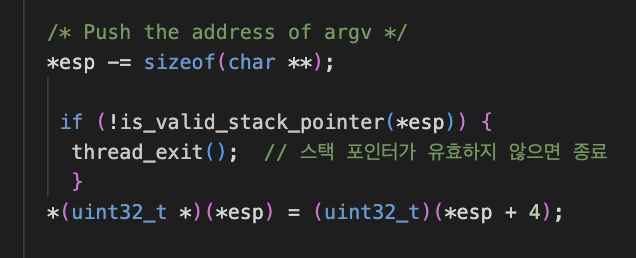 /* Push the address of argv */
*esp -= sizeof(char **);
if (!is_valid_stack_pointer(*esp)) {
thread_exit();  // 스택 포인터가 유효하지 않으면 종료
}
*(uint32_t *)(*esp) = (uint32_t)(*esp + 4);